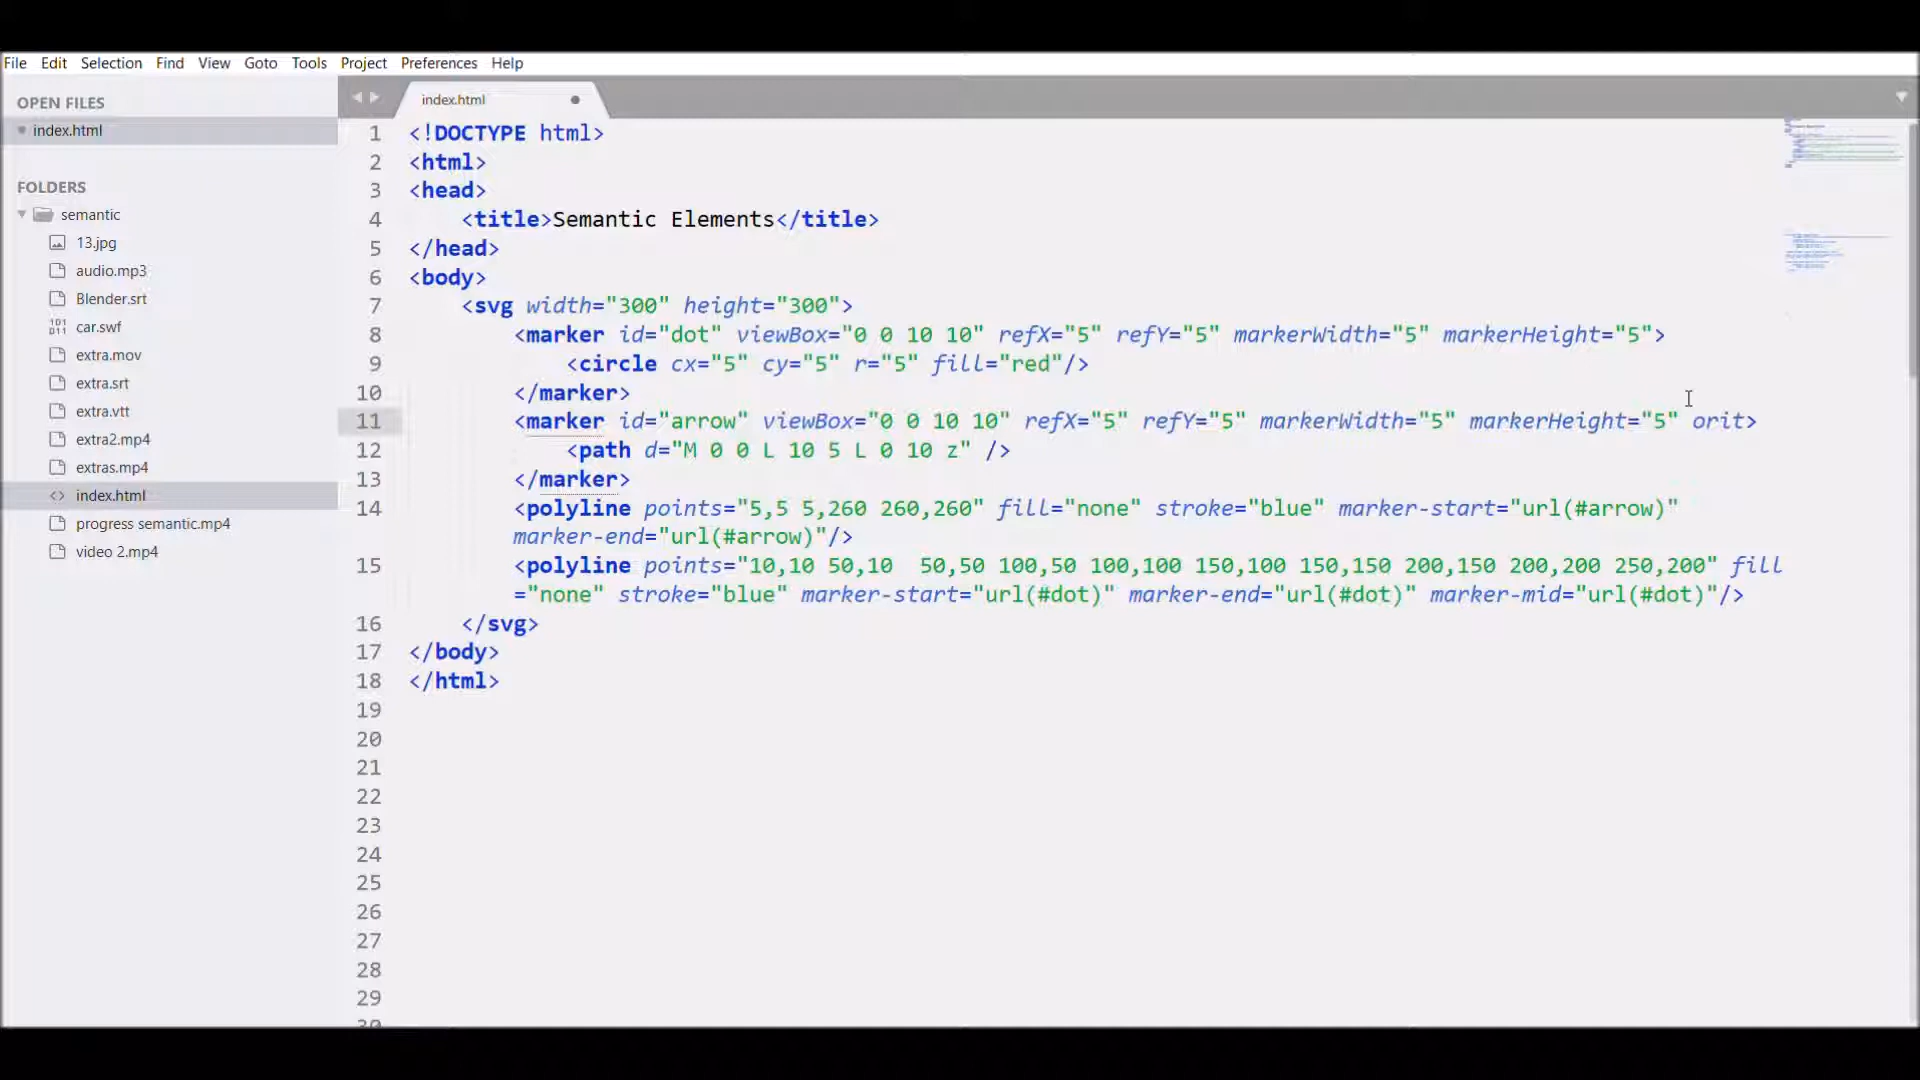 File Edit Selection Find View Goto Tools Project Preferences Help
OPEN FILES
index.html
FOLDERS
semantic
13.jpg
audio.mp3
Blender.srt
car.swf
extra.mov
extra.srt
extra.vtt
extra2.mp4
extras.mp4
index.html
progress semantic.mp4
video 2.mp4
index.html
1 <!DOCTYPE html>
2 <html>
3 <head>
4 <title>Semantic Elements</title>
5 </head>
6 <body>
7 <svg width="300" height="300">
8 <marker id="dot" viewBox="0 0 10 10" refX="5" refY="5" markerWidth="5" markerHeight="5">
9 <circle cx="5" cy="5" r="5" fill="red"/>
10 </marker>
11 <marker id="arrow" viewBox="0 0 10 10" refX="5" refY="5" markerWidth="5" markerHeight="5" orit>
12 <path d="M 0 0 L 10 5 L 0 10 z" />
13 </marker>
14 <polyline points="5,5 5,260 260,260" fill="none" stroke="blue" marker-start="url(#arrow)"
marker-end="url(#arrow)"/>
15 <polyline points="10,10 50,10  50,50 100,50 100,100 150,100 150,150 200,150 200,200 250,200" fill
="none" stroke="blue" marker-start="url(#dot)" marker-end="url(#dot)" marker-mid="url(#dot)"/>
16 </svg>
17 </body>
18 </html>
19
20
21
22
23
24
25
26
27
28
29
30